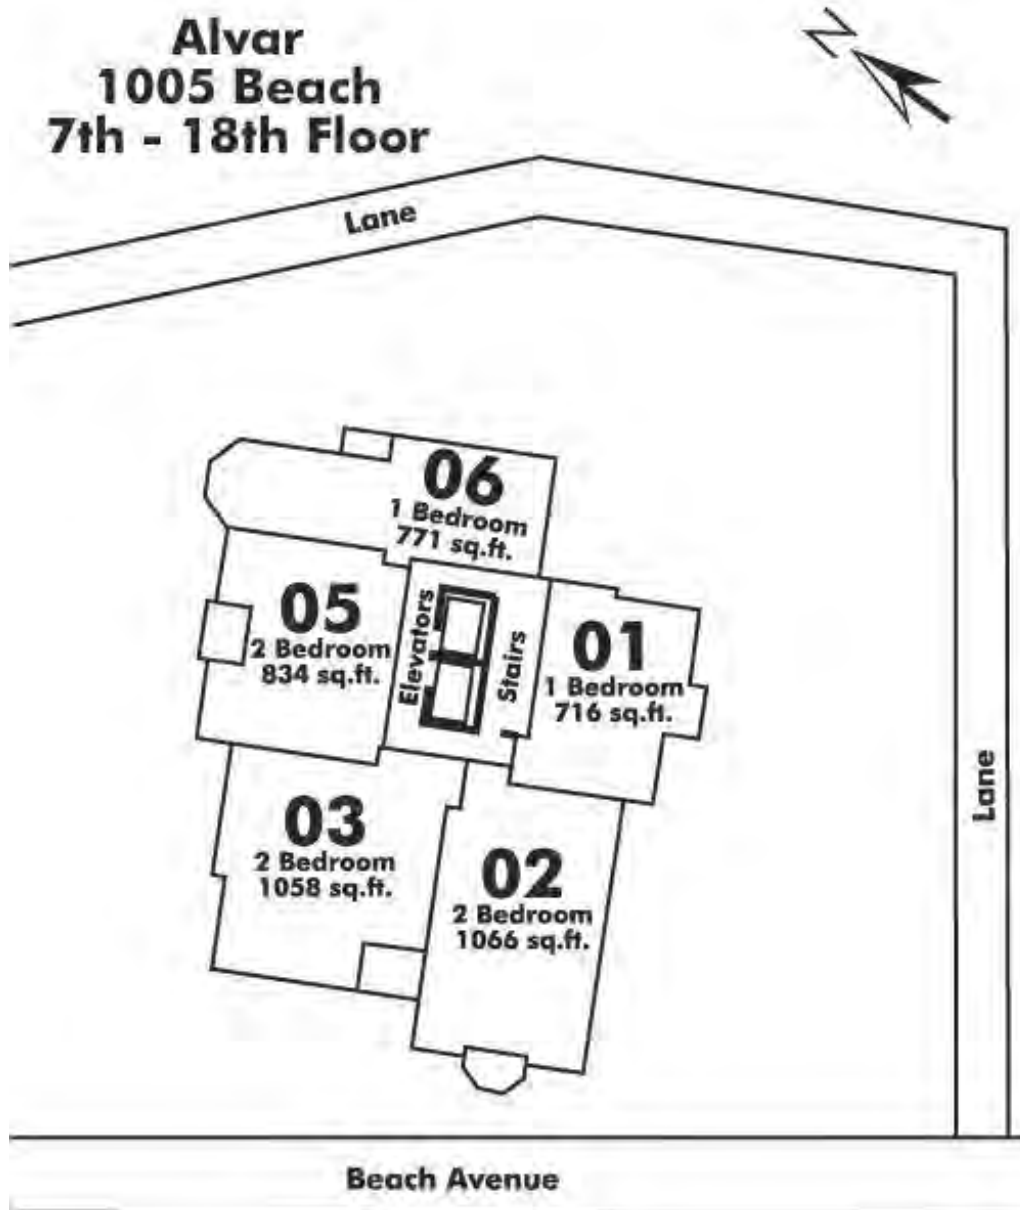 Alvar
1005 Beach
7th - 18th Floor
N
Lane
06
1 Bedroom
771 sq.ft.
05
2 Bedroom
834 sq.ft.
Elevators
Stairs
01
1 Bedroom
716 sq.ft.
03
2 Bedroom
1058 sq.ft.
02
2 Bedroom
1066 sq.ft.
Lane
Beach Avenue